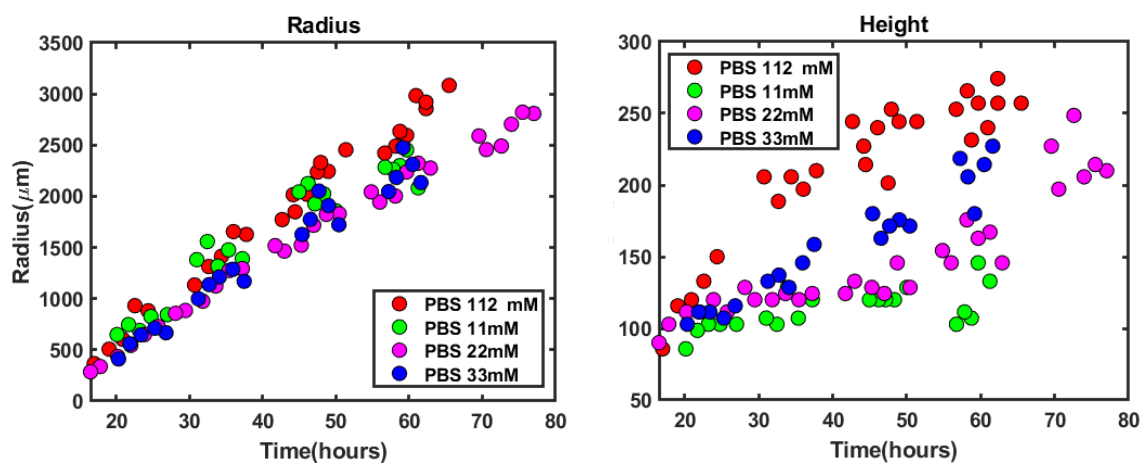 Radius
3500
3000
2500
2000
1500
1000
500
0
Radius(μm)
20 30 40 50 60 70 80
Time(hours)
PBS 112 mM
PBS 11mM
PBS 22mM
PBS 33mM
Height
300
250
200
150
100
50
20 30 40 50 60 70 80
Time(hours)
PBS 112 mM
PBS 11mM
PBS 22mM
PBS 33mM